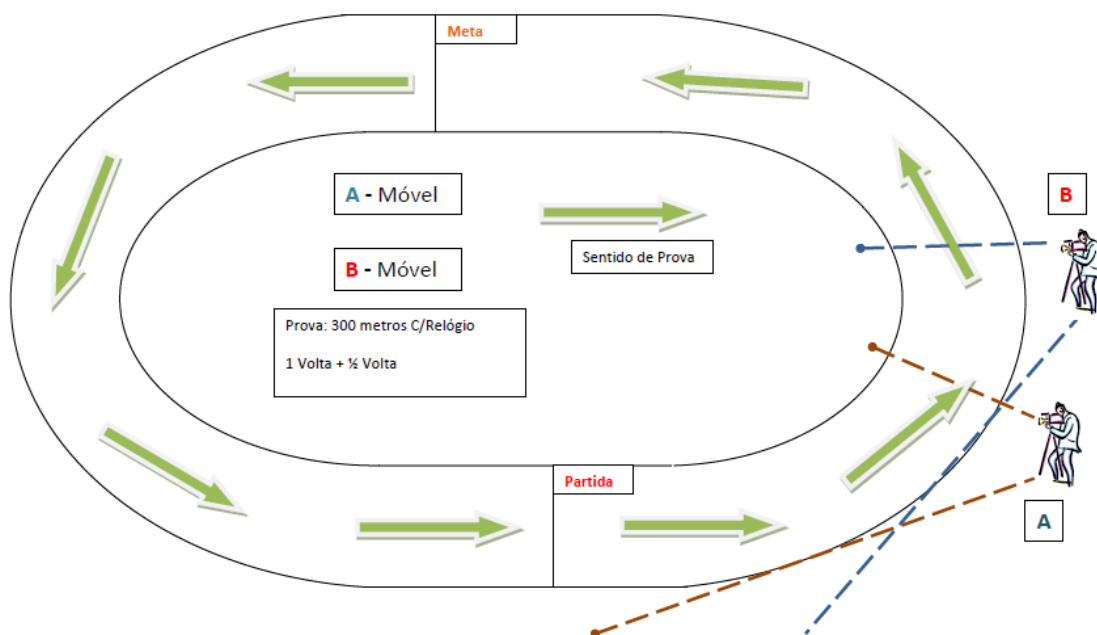 Meta
A - Móvel
B
B - Móvel
Sentido de Prova
Prova: 300 metros C/Relógio
1 Volta + ½ Volta
Partida
A